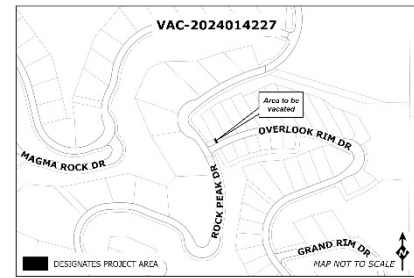 VAC-2024014227
Area to be
vacated
OVERLOOK RIM DR
MAGMA ROCK DR
ROCK PEAK DR
GRAND RIM DR
DESIGNATES PROJECT AREA
MAP NOT TO SCALE
N